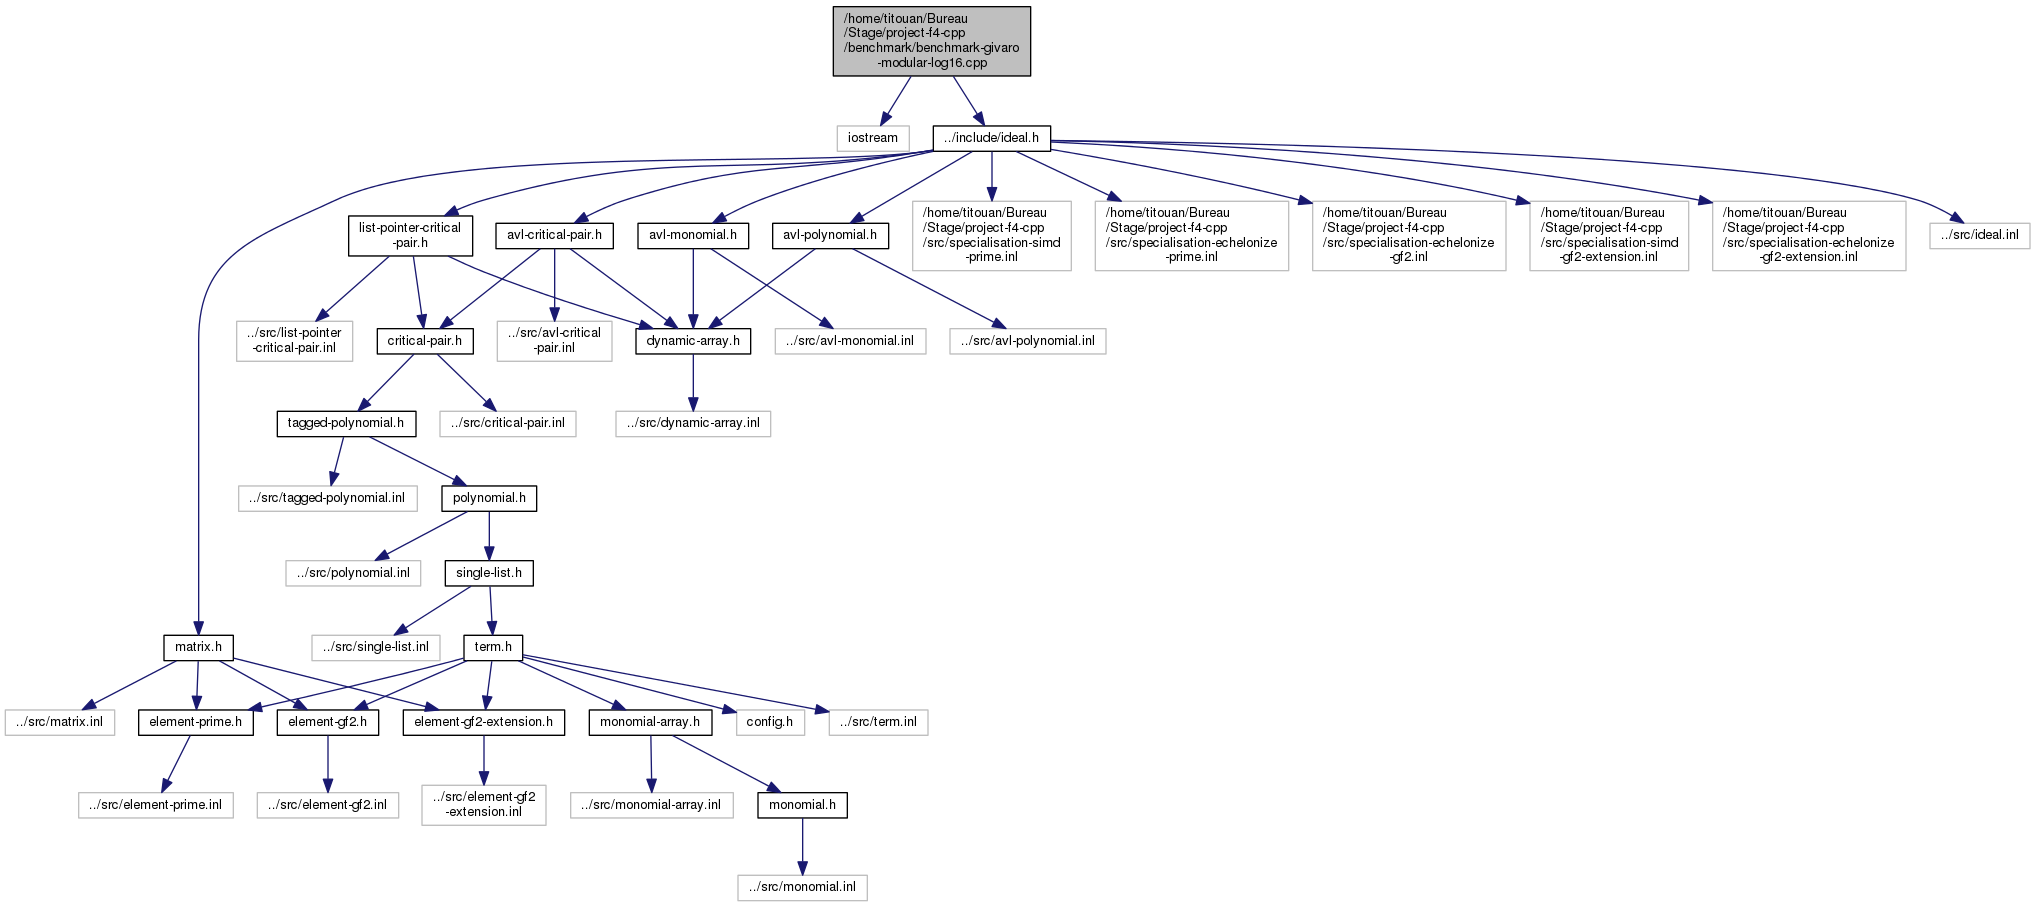 /home/titouan/Bureau
/Stage/project-f4-cpp
/benchmark/benchmark-givaro
-modular-log16.cpp
iostream
../include/ideal.h
list-pointer-critical
-pair.h
avl-critical-pair.h
avl-monomial.h
avl-polynomial.h
/home/titouan/Bureau
/Stage/project-f4-cpp
/src/specialisation-simd
-prime.inl
/home/titouan/Bureau
/Stage/project-f4-cpp
/src/specialisation-echelonize
-prime.inl
/home/titouan/Bureau
/Stage/project-f4-cpp
/src/specialisation-echelonize
-gf2.inl
/home/titouan/Bureau
/Stage/project-f4-cpp
/src/specialisation-simd
-gf2-extension.inl
/home/titouan/Bureau
/Stage/project-f4-cpp
/src/specialisation-echelonize
-gf2-extension.inl
../src/ideal.inl
../src/list-pointer
-critical-pair.inl
critical-pair.h
../src/avl-critical
-pair.inl
dynamic-array.h
../src/avl-monomial.inl
../src/avl-polynomial.inl
tagged-polynomial.h
../src/critical-pair.inl
../src/dynamic-array.inl
../src/tagged-polynomial.inl
polynomial.h
../src/polynomial.inl
single-list.h
matrix.h
../src/single-list.inl
term.h
../src/matrix.inl
element-prime.h
element-gf2.h
element-gf2-extension.h
monomial-array.h
config.h
../src/term.inl
../src/element-prime.inl
../src/element-gf2.inl
../src/element-gf2
-extension.inl
../src/monomial-array.inl
monomial.h
../src/monomial.inl